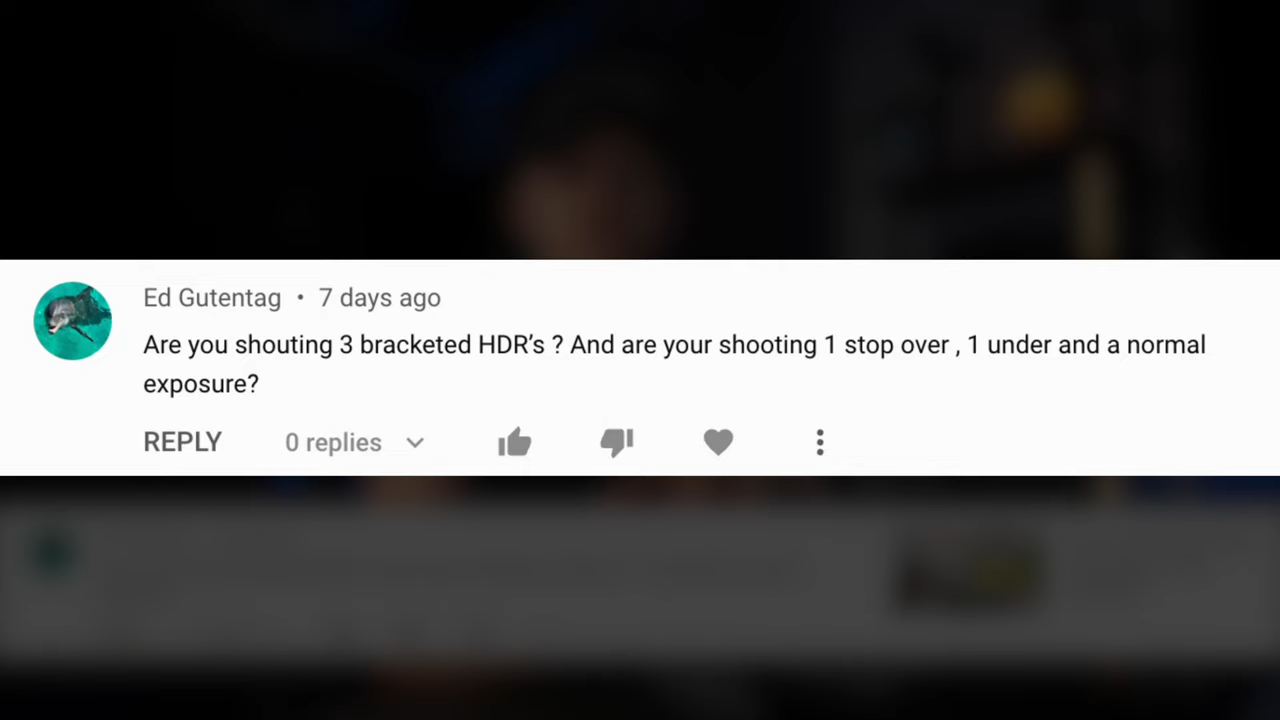 Ed Gutentag • 7 days ago
Are you shouting 3 bracketed HDR’s ? And are your shooting 1 stop over , 1 under and a normal
exposure?
REPLY 0 replies